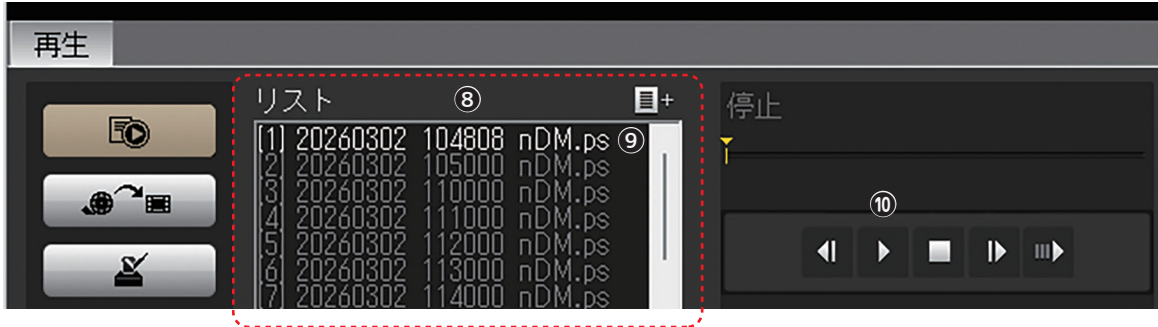 再生
リスト ⑧ +
[1] 20260302 104808 nDM.ps ⑨
[2] 20260302 105000 nDM.ps
[3] 20260302 110000 nDM.ps
[4] 20260302 111000 nDM.ps
[5] 20260302 112000 nDM.ps
[6] 20260302 113000 nDM.ps
[7] 20260302 114000 nDM.ps
停止
⑩